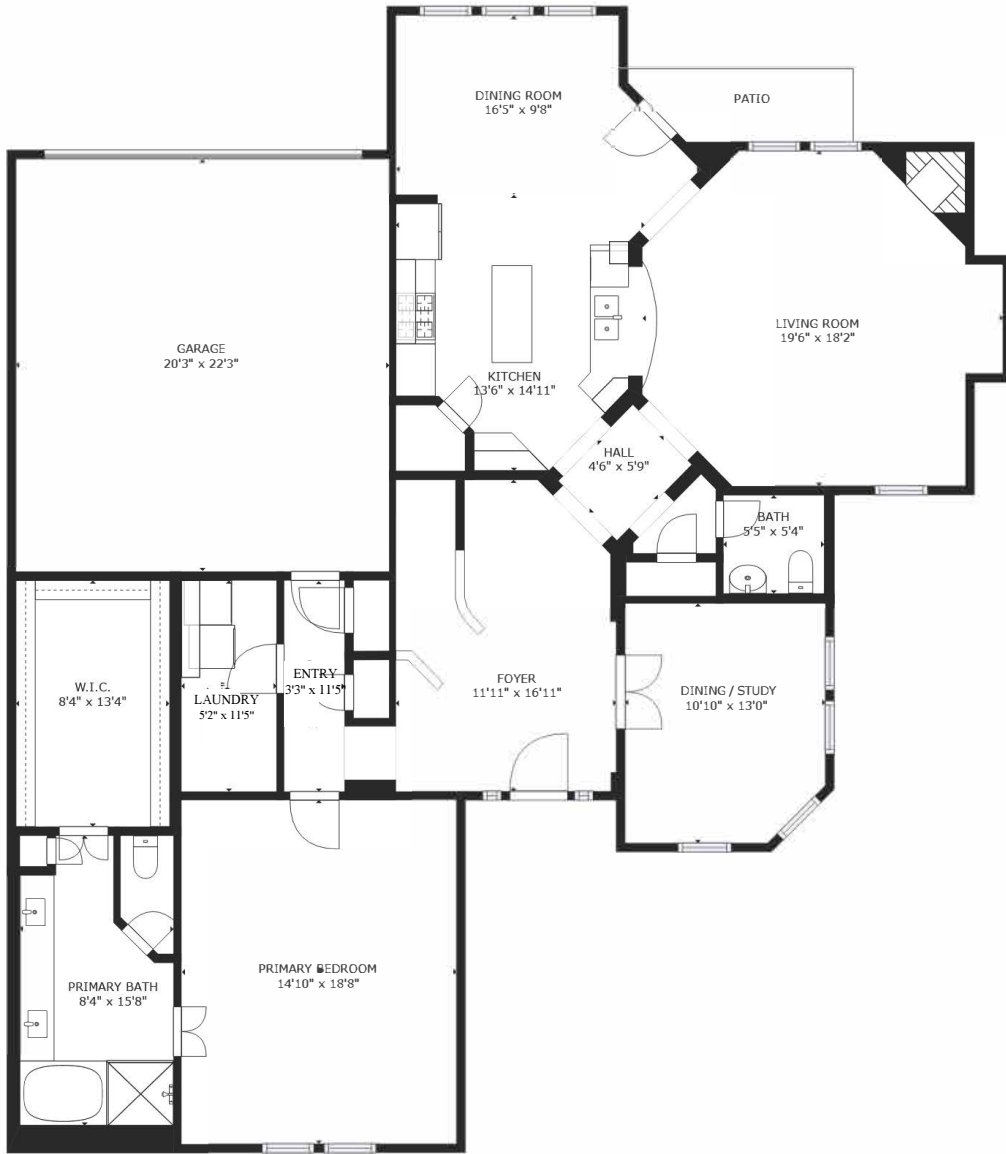 DINING ROOM
16'5" x 9'8"
PATIO
GARAGE
20'3" x 22'3"
LIVING ROOM
19'6" x 18'2"
KITCHEN
13'6" x 14'11"
HALL
4'6" x 5'9"
BATH
5'5" x 5'4"
W.I.C.
8'4" x 13'4"
LAUNDRY
5'2" x 11'5"
ENTRY
3'3" x 11'5"
FOYER
11'11" x 16'11"
DINING / STUDY
10'10" x 13'0"
PRIMARY BATH
8'4" x 15'8"
PRIMARY BEDROOM
14'10" x 18'8"